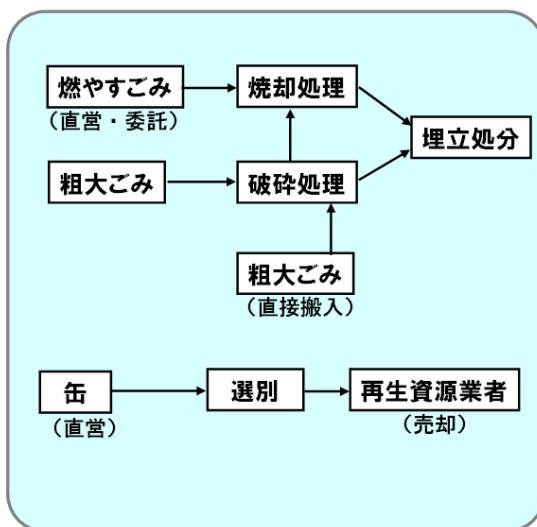 燃やすごみ
（直営・委託）
焼却処理
埋立処分
粗大ごみ
破砕処理
粗大ごみ
（直接搬入）
缶
（直営）
選別
再生資源業者
（売却）